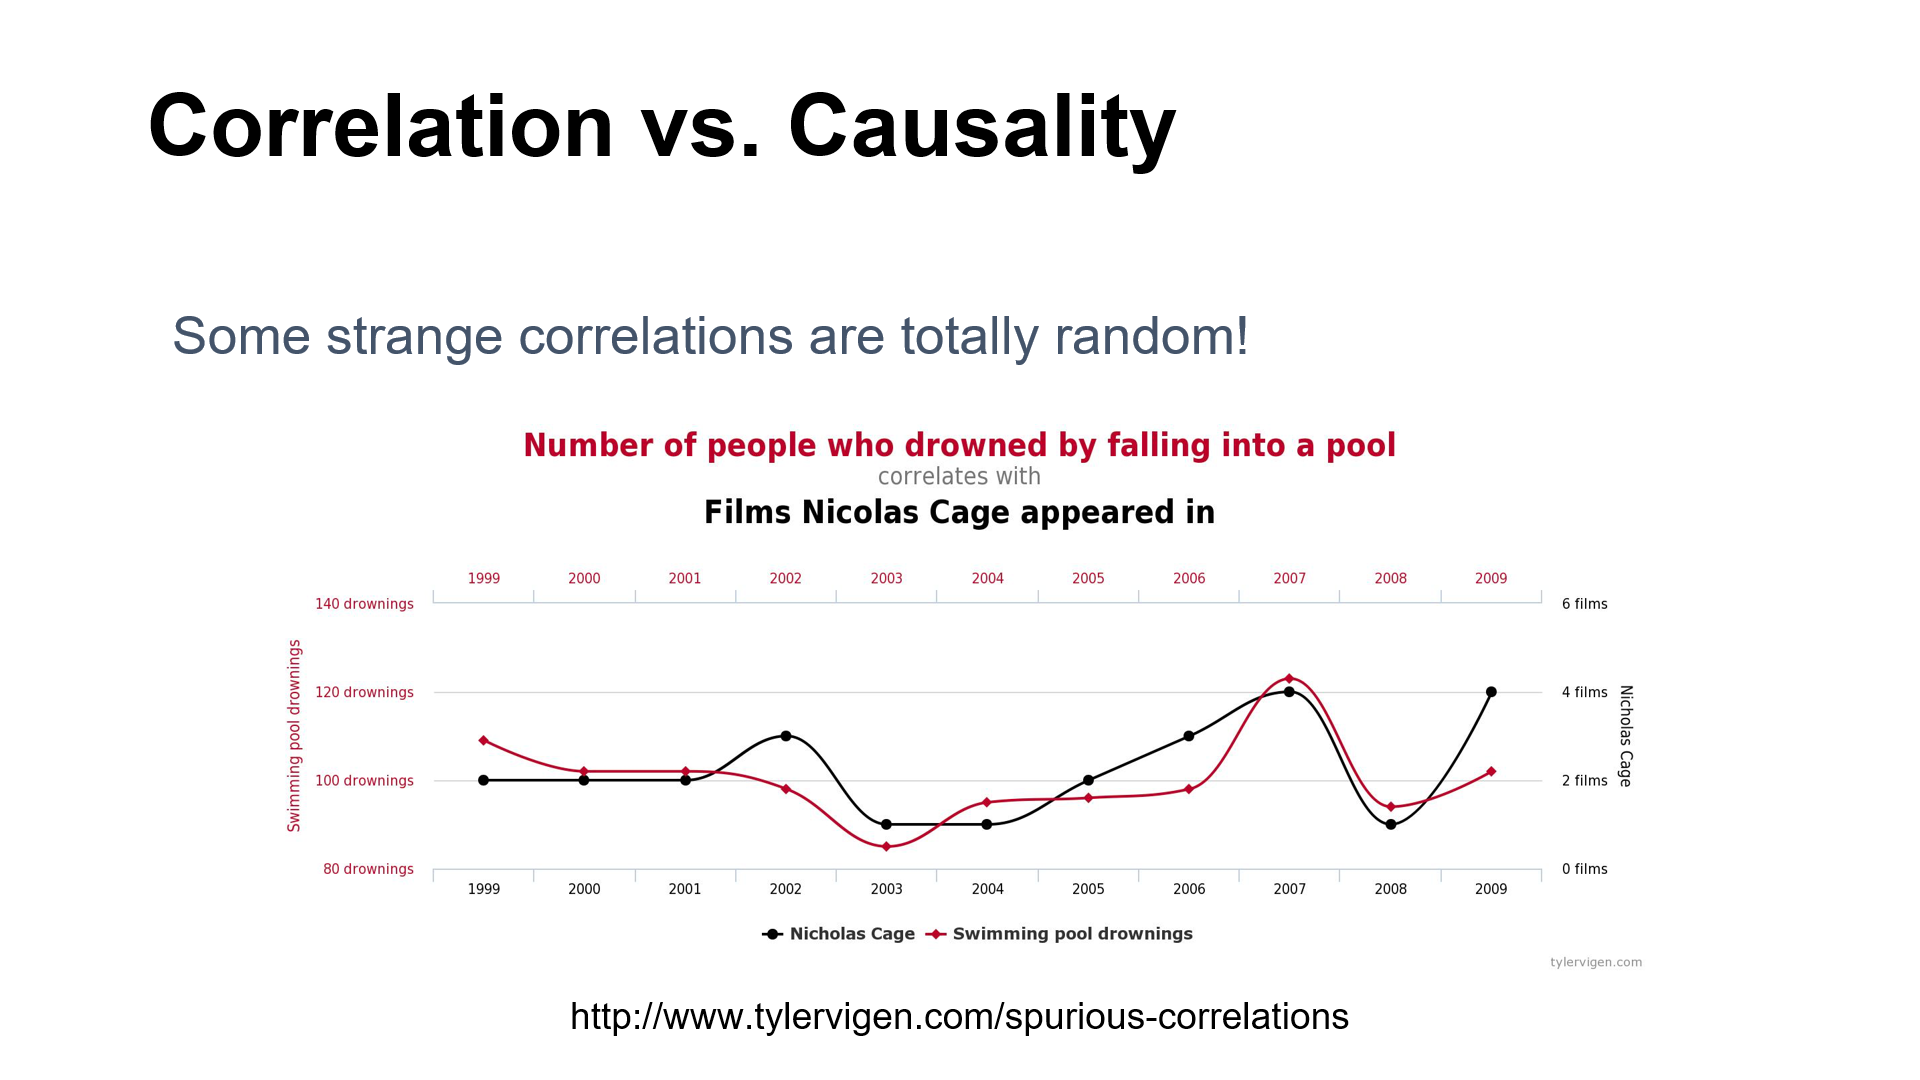 Correlation vs. Causality
Some strange correlations are totally random!
Number of people who drowned by falling into a pool
correlates with
Films Nicolas Cage appeared in
1999 2000 2001 2002 2003 2004 2005 2006 2007 2008 2009
140 drownings 6 films
120 drownings 4 films
100 drownings 2 films
80 drownings 0 films
Swimming pool drownings
Nicholas Cage
1999 2000 2001 2002 2003 2004 2005 2006 2007 2008 2009
Nicholas Cage Swimming pool drownings
tylervigen.com
http://www.tylervigen.com/spurious-correlations